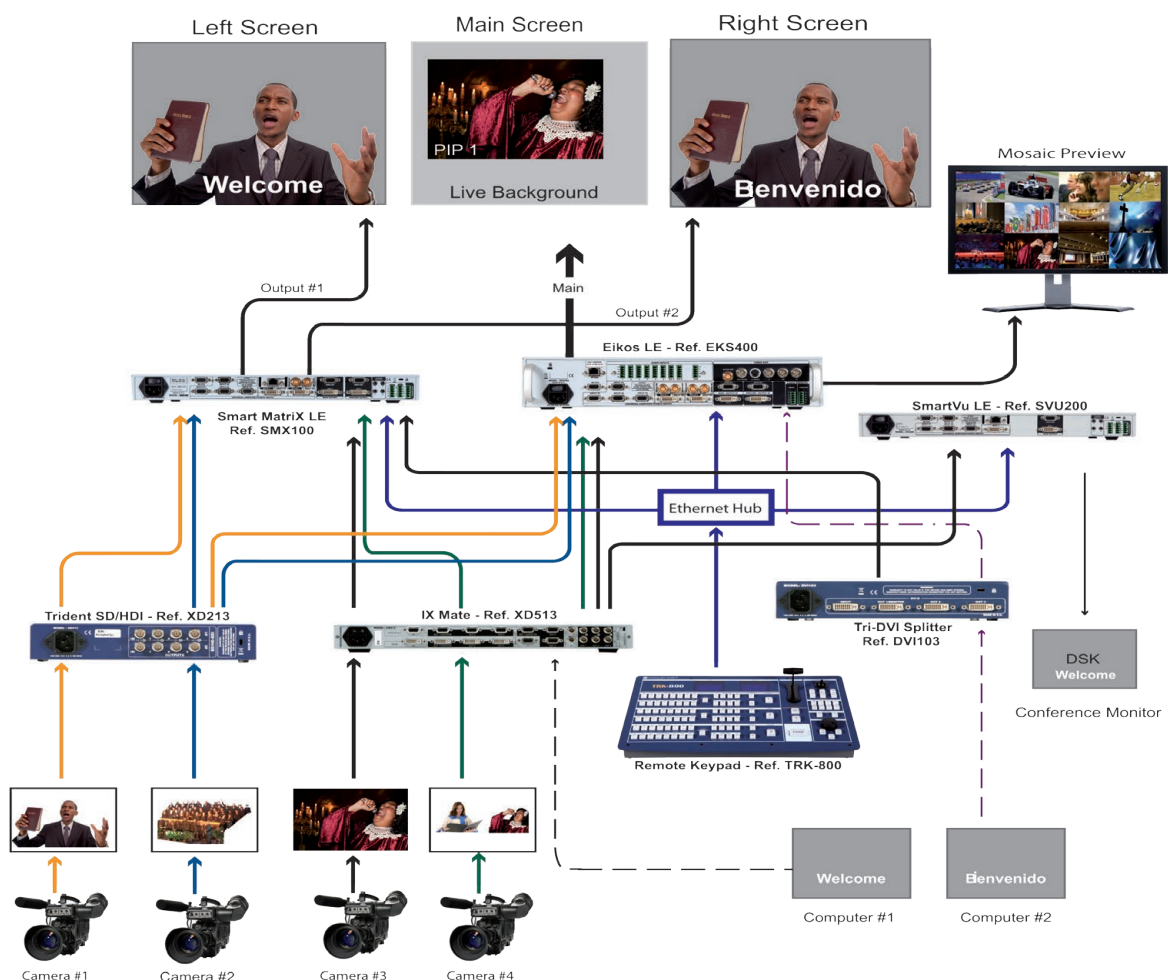 Left Screen
Main Screen
Right Screen
Welcome
PIP 1
Live Background
Bienvenido
Mosaic Preview
Output #1
Main
Output #2
Eikos LE - Ref. EKS400
Smart MatriX LE
Ref. SMX100
SmartVu LE - Ref. SVU200
Ethernet Hub
Trident SD/HDI - Ref. XD213
IX Mate - Ref. XD513
Tri-DVI Splitter
Ref. DVI103
OUTPUTS
TRK-800
DSK
Welcome
Conference Monitor
Remote Keypad - Ref. TRK-800
Welcome
Bienvenido
Computer #1
Computer #2
Camera #1
Camera #2
Camera #3
Camera #4